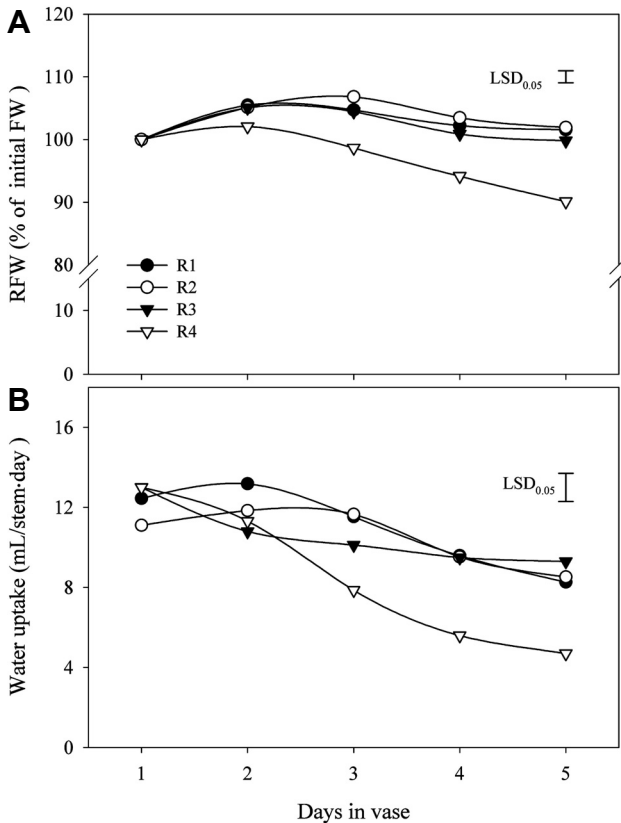 A
RFW (% of initial FW )
120
110
100
90
80
10
0
LSD0.05
R1
R2
R3
R4
B
Water uptake (mL/stem·day )
16
12
8
4
0
LSD0.05
1 2 3 4 5
Days in vase